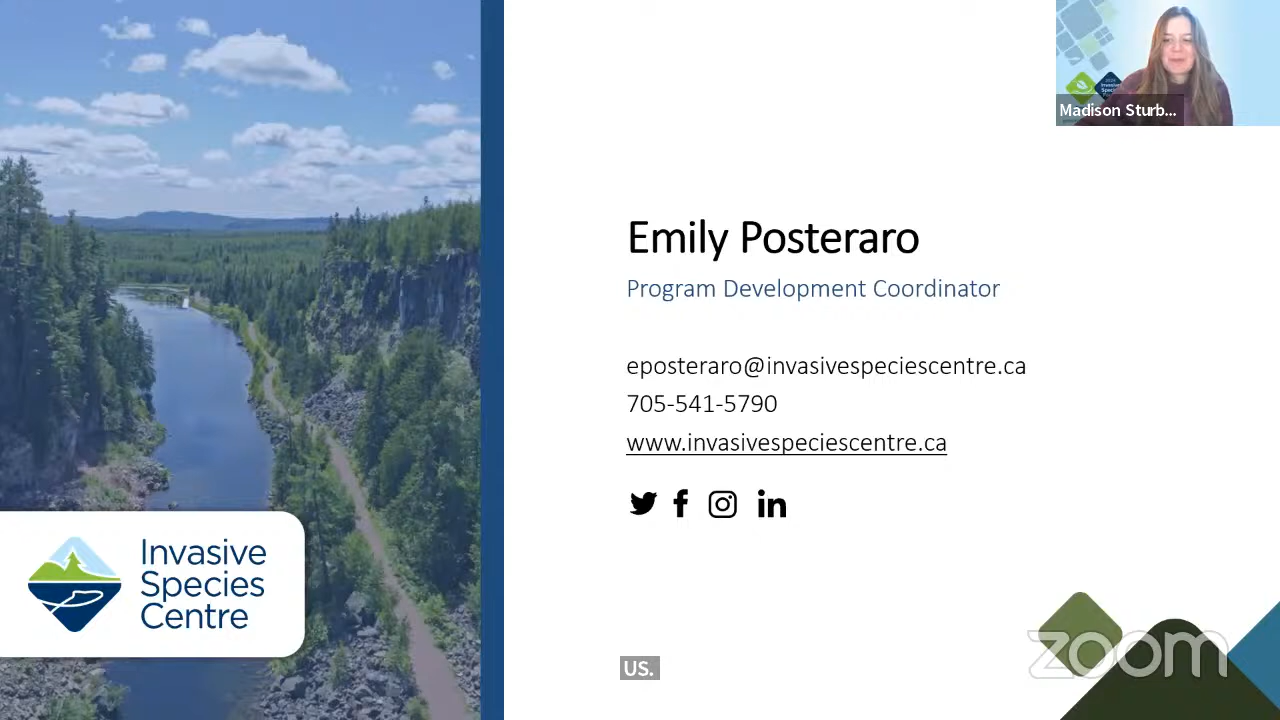 Madison Sturb...
Emily Posteraro
Program Development Coordinator
eposteraro@invasivespeciescentre.ca
705-541-5790
www.invasivespeciescentre.ca
Invasive
Species
Centre
US.
zoom